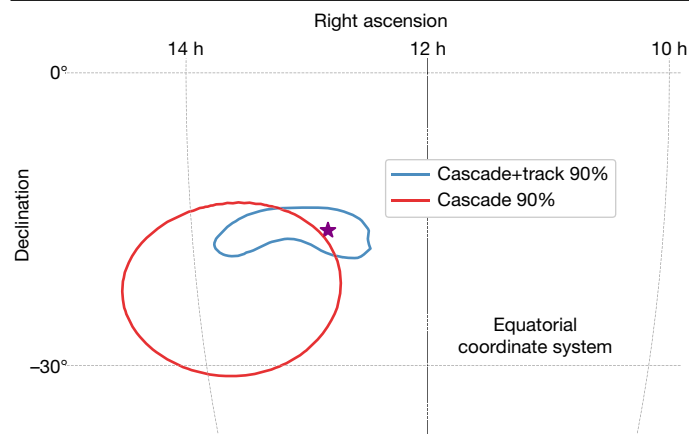 Right ascension
14 h
12 h
10 h
0°
Declination
Cascade+track 90%
Cascade 90%
Equatorial
coordinate system
–30°